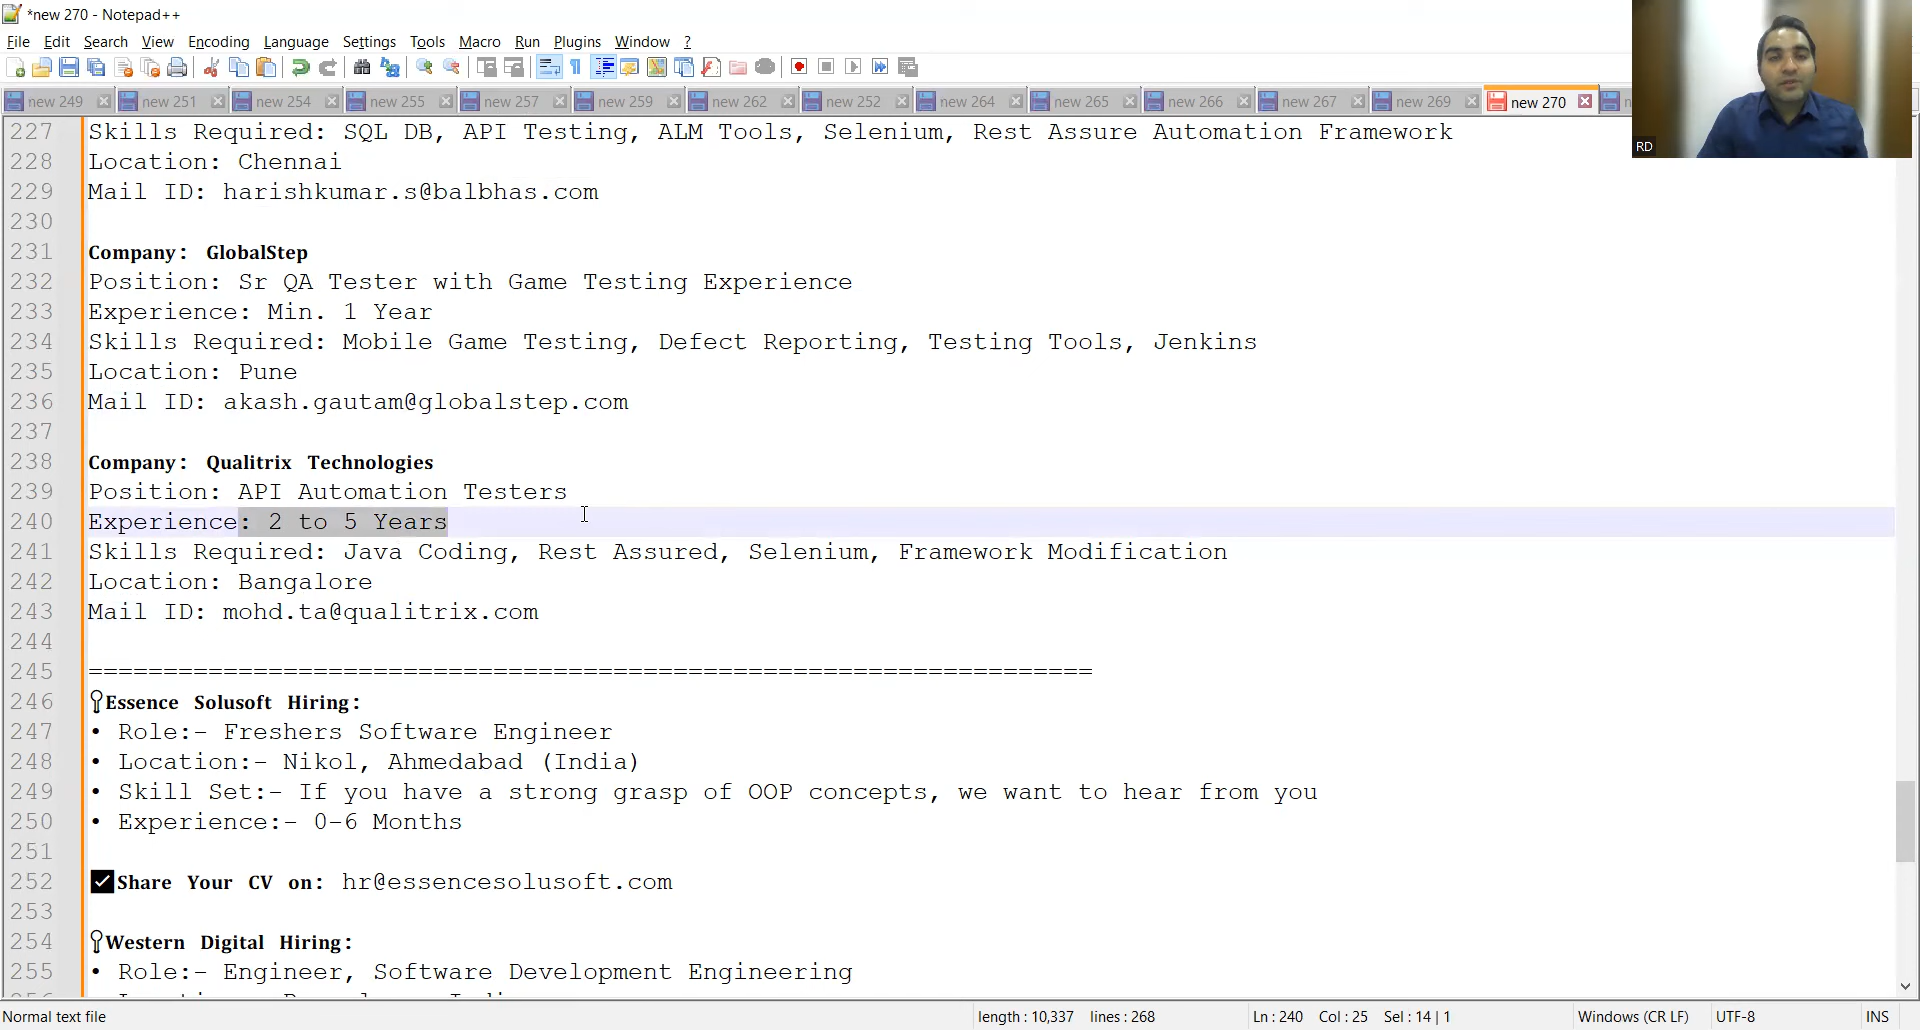 *new 270 - Notepad++
File Edit Search View Encoding Language Settings Tools Macro Run Plugins Window ?
new 249 new 251 new 254 new 255 new 257 new 259 new 262 new 252 new 264 new 265 new 266 new 267 new 269 new 270
RD
227 Skills Required: SQL DB, API Testing, ALM Tools, Selenium, Rest Assure Automation Framework
228 Location: Chennai
229 Mail ID: harishkumar.s@balbhas.com
230
231 Company: GlobalStep
232 Position: Sr QA Tester with Game Testing Experience
233 Experience: Min. 1 Year
234 Skills Required: Mobile Game Testing, Defect Reporting, Testing Tools, Jenkins
235 Location: Pune
236 Mail ID: akash.gautam@globalstep.com
237
238 Company: Qualitrix Technologies
239 Position: API Automation Testers
240 Experience: 2 to 5 Years
241 Skills Required: Java Coding, Rest Assured, Selenium, Framework Modification
242 Location: Bangalore
243 Mail ID: mohd.ta@qualitrix.com
244
245 ===================================================================
246 Essence Solusoft Hiring:
247 • Role:- Freshers Software Engineer
248 • Location:- Nikol, Ahmedabad (India)
249 • Skill Set:- If you have a strong grasp of OOP concepts, we want to hear from you
250 • Experience:- 0-6 Months
251
252 Share Your CV on: hr@essencesolusoft.com
253
254 Western Digital Hiring:
255 • Role:- Engineer, Software Development Engineering
Normal text file length : 10,337 lines : 268 Ln : 240 Col : 25 Sel : 14 | 1 Windows (CR LF) UTF-8 INS